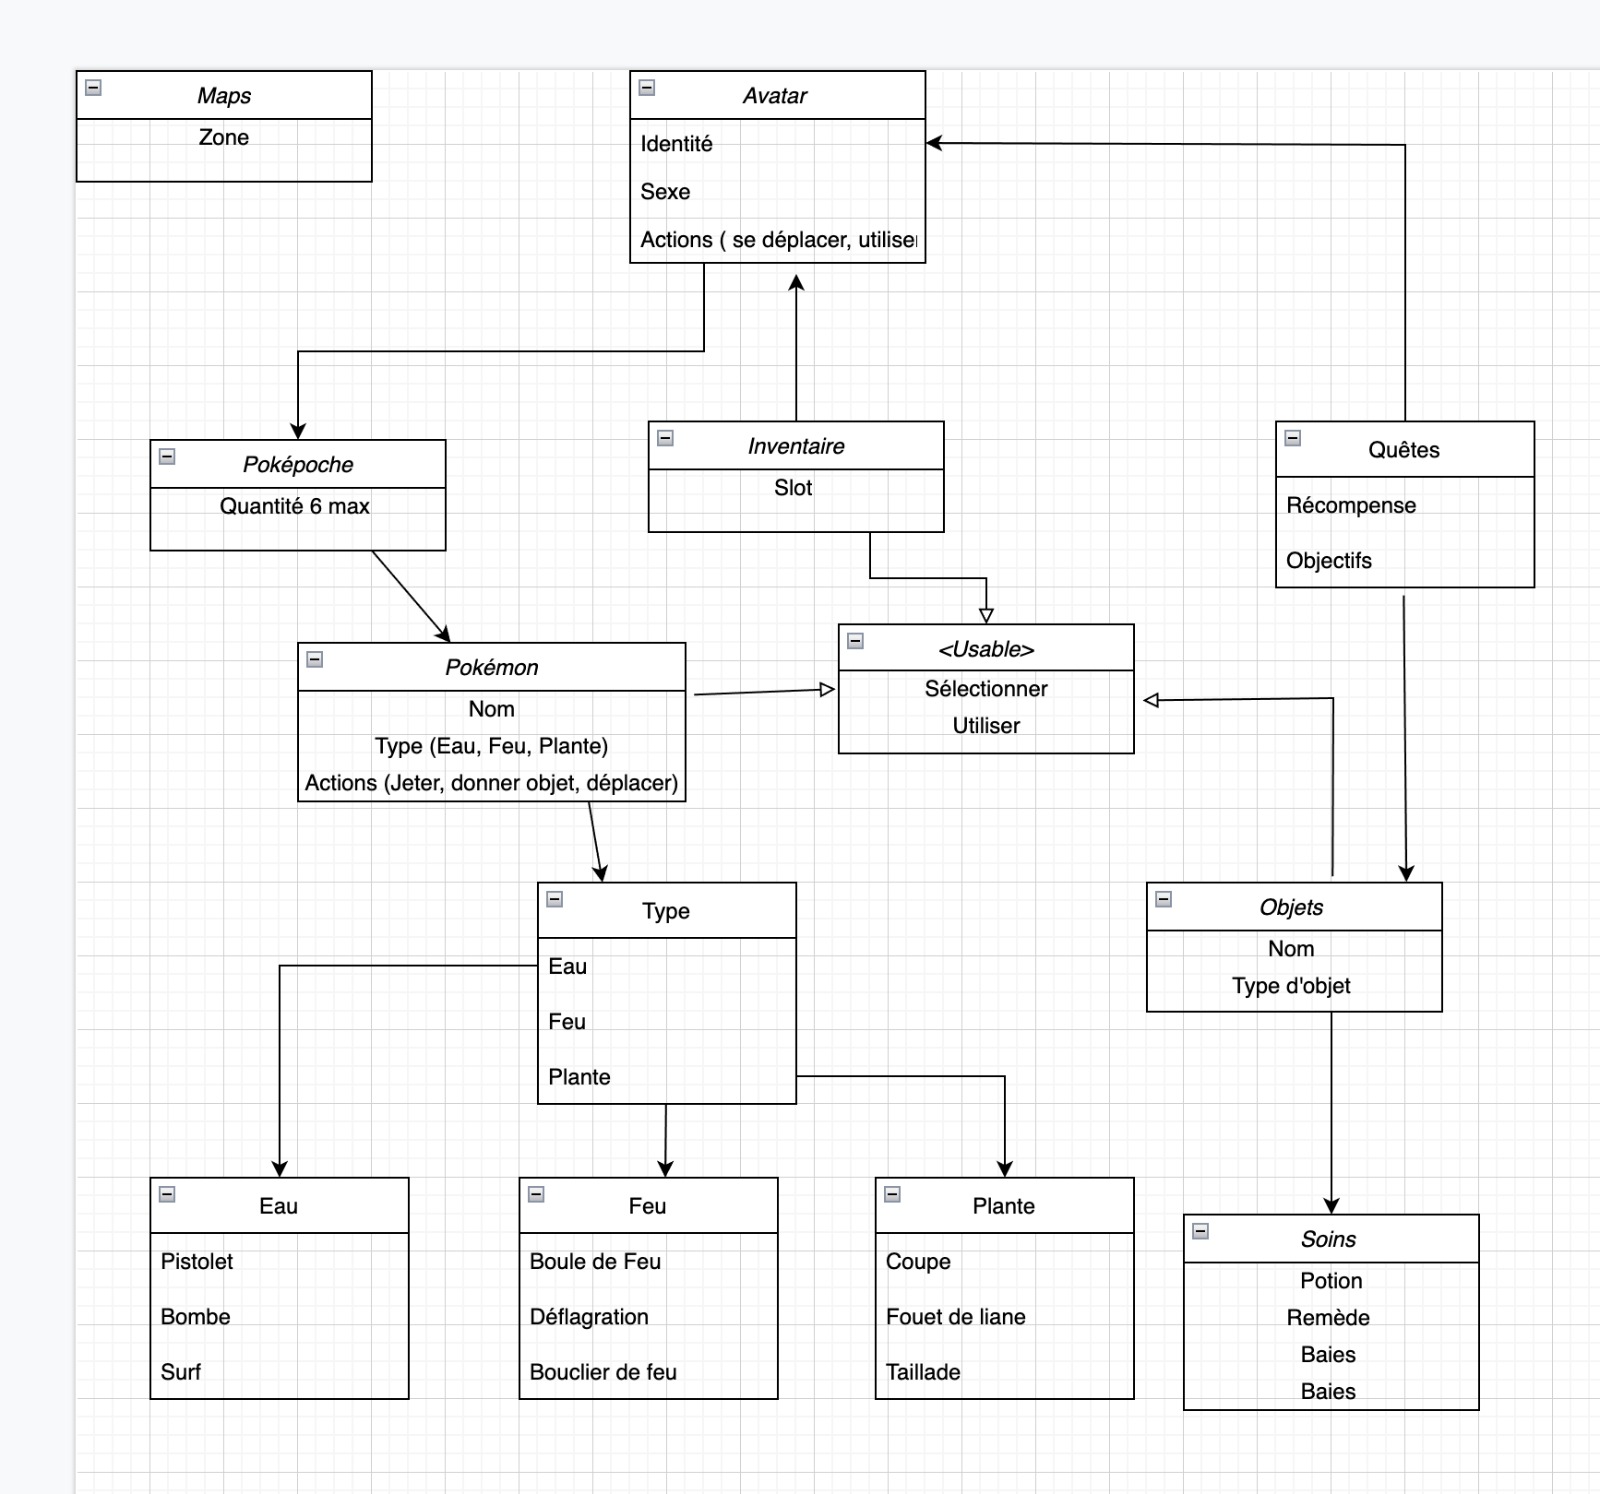 Maps
Zone
Avatar
Identité
Sexe
Actions ( se déplacer, utilise
Poképoche
Quantité 6 max
Inventaire
Slot
Quêtes
Récompense
Objectifs
Pokémon
Nom
Type (Eau, Feu, Plante)
Actions (Jeter, donner objet, déplacer)
<Usable>
Sélectionner
Utiliser
Type
Eau
Feu
Plante
Objets
Nom
Type d'objet
Eau
Pistolet
Bombe
Surf
Feu
Boule de Feu
Déflagration
Bouclier de feu
Plante
Coupe
Fouet de liane
Taillade
Soins
Potion
Remède
Baies
Baies